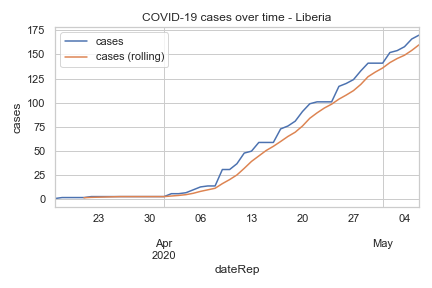 COVID-19 cases over time - Liberia
cases
cases (rolling)
175
150
125
100
75
50
25
0
cases
23 30 06 13 20 27 04
Apr May
2020
dateRep